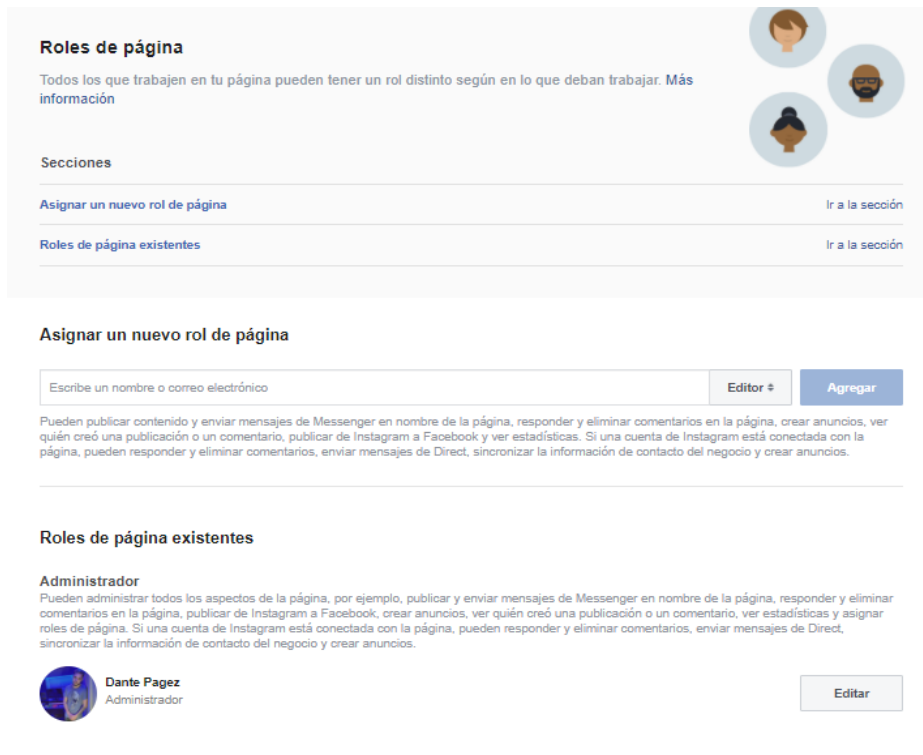 Roles de página
Todos los que trabajen en tu página pueden tener un rol distinto según en lo que deban trabajar. Más
información
Secciones
Asignar un nuevo rol de página Ir a la sección
Roles de página existentes Ir a la sección
Asignar un nuevo rol de página
Escribe un nombre o correo electrónico Editor Agregar
Pueden publicar contenido y enviar mensajes de Messenger en nombre de la página, responder y eliminar comentarios en la página, crear anuncios, ver
quién creó una publicación o un comentario, publicar de Instagram a Facebook y ver estadísticas. Si una cuenta de Instagram está conectada con la
página, pueden responder y eliminar comentarios, enviar mensajes de Direct, sincronizar la información de contacto del negocio y crear anuncios.
Roles de página existentes
Administrador
Pueden administrar todos los aspectos de la página, por ejemplo, publicar y enviar mensajes de Messenger en nombre de la página, responder y eliminar
comentarios en la página, publicar de Instagram a Facebook, crear anuncios, ver quién creó una publicación o un comentario, ver estadísticas y asignar
roles de página. Si una cuenta de Instagram está conectada con la página, pueden responder y eliminar comentarios, enviar mensajes de Direct,
sincronizar la información de contacto del negocio y crear anuncios.
Dante Pagez
Administrador Editar